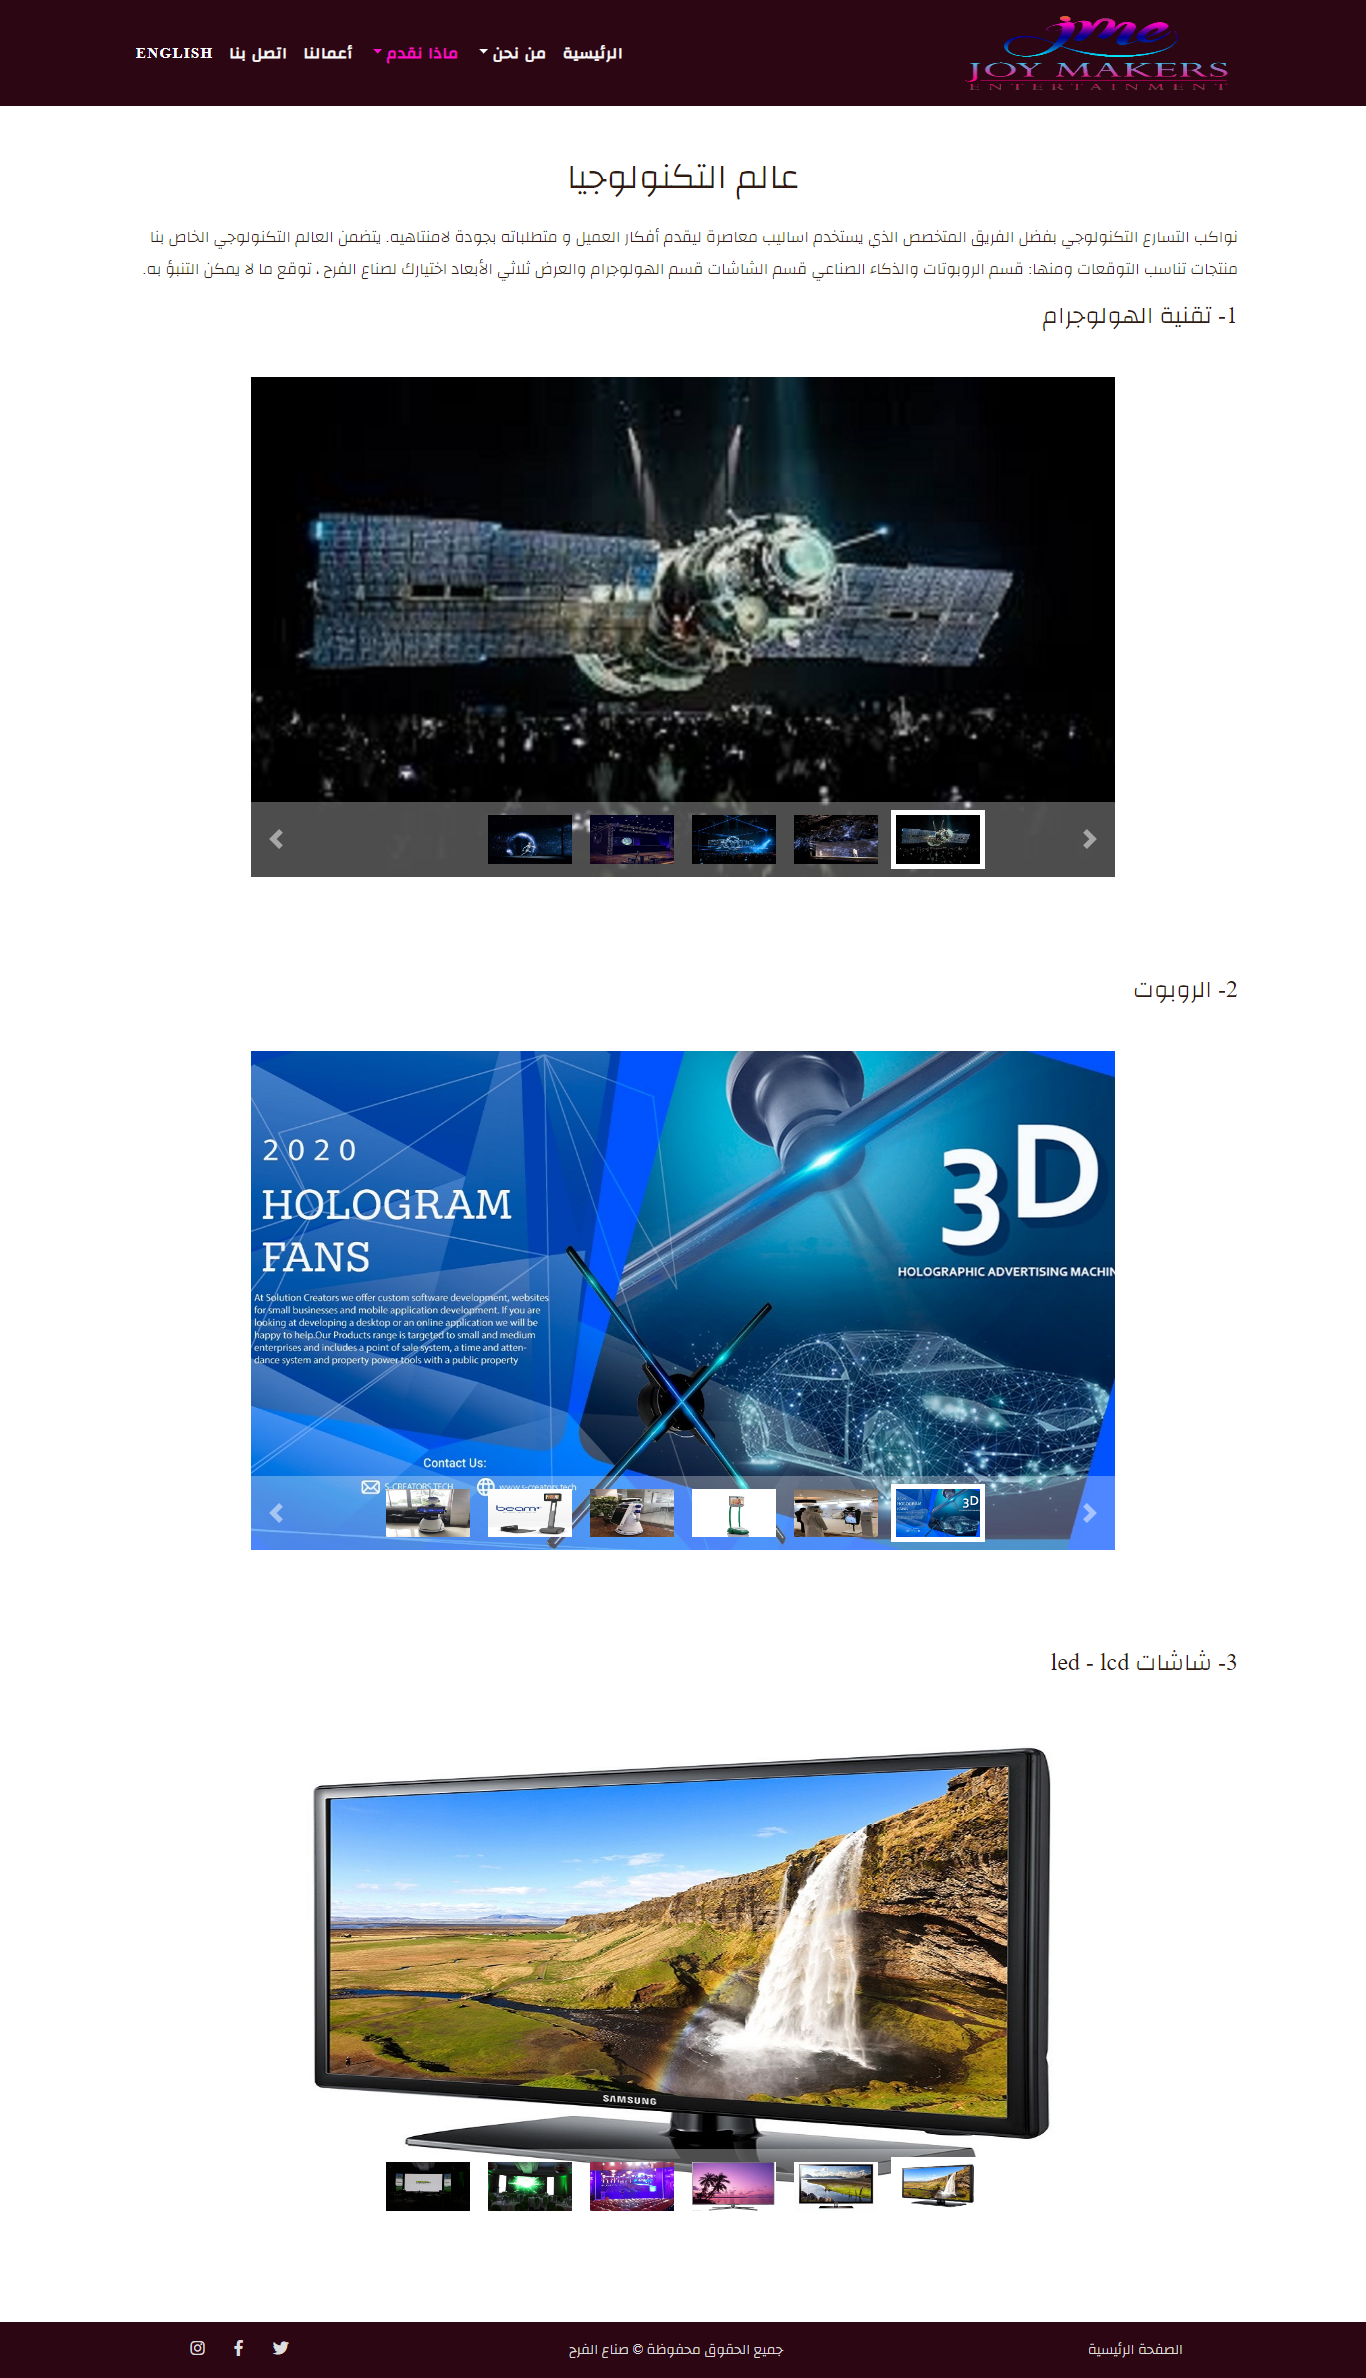 jmc
JOY MAKERS
ENTERTAINMENT
الرئيسية
من نحن
ماذا نقدم
أعمالنا
اتصل بنا
ENGLISH
عالم التكنولوجيا
نواكب التسارع التكنولوجي بفضل الفريق المتخصص الذي يستخدم اساليب معاصرة ليقدم أفكار العميل و متطلباته بجودة لامنتاهيه. يتضمن العالم التكنولوجي الخاص بنا
منتجات تناسب التوقعات ومنها: قسم الروبوتات والذكاء الصناعي قسم الشاشات قسم الهولوجرام والعرض ثلاثي الأبعاد اختيارك لصناع الفرح ، توقع ما لا يمكن التنبؤ به.
1- تقنية الهولوجرام
2- الروبوت
2020
HOLOGRAM
FANS
At Solution Creators we offer custom software development, websites
for small businesses and mobile application development. If you are
looking at developing a desktop or an online application we will be
happy to help.Our Products range is targeted to small and medium
enterprises and includes a point of sale system, a time and atten-
dance system and property power tools with a public property
3D
HOLOGRAPHIC ADVERTISING MACHIN
Contact Us:
S-CREATORS.TECH
www.s-creators.tech
beam+
3D
3- شاشات led - lcd
SAMSUNG
الصفحة الرئيسية
جميع الحقوق محفوظة © صناع الفرح